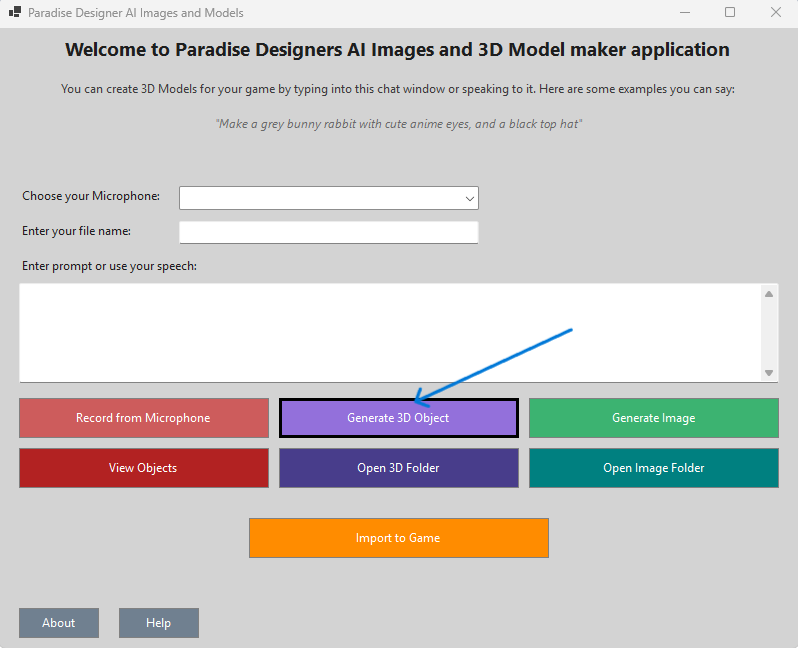 Paradise Designer AI Images and Models
Welcome to Paradise Designers AI Images and 3D Model maker application
You can create 3D Models for your game by typing into this chat window or speaking to it. Here are some examples you can say:
"Make a grey bunny rabbit with cute anime eyes, and a black top hat"
Choose your Microphone:
Enter your file name:
Enter prompt or use your speech:
Record from Microphone
Generate 3D Object
Generate Image
View Objects
Open 3D Folder
Open Image Folder
Import to Game
About
Help